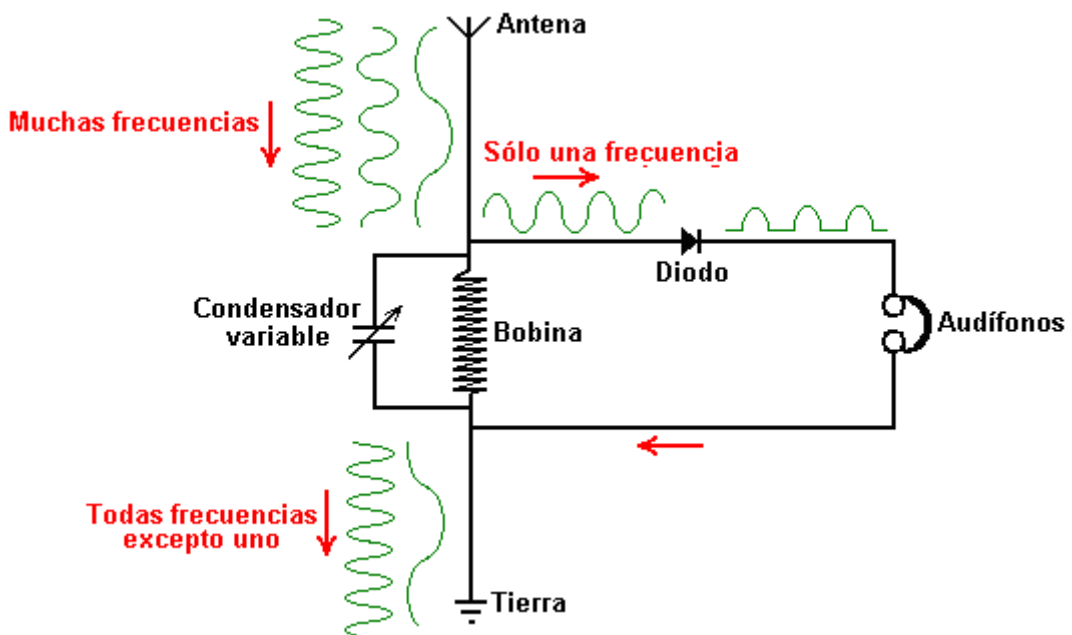 Antena
Muchas frecuencias
Sólo una frecuencia
Diodo
Condensador
variable
Bobina
Audífonos
Todas frecuencias
excepto uno
Tierra